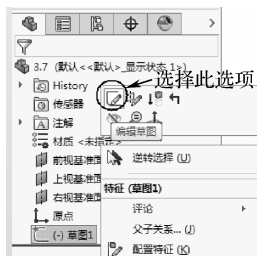 3.7 (默认<<默认>_显示状态 1>)
选择此选项
History
传感器
注解
编辑草图
材质 <未指定>
前视基准面
逆转选择 (U)
上视基准面
特征 (草图1)
右视基准面
评论
原点
父子关系... (J)
(-) 草图1
配置特征 (K)